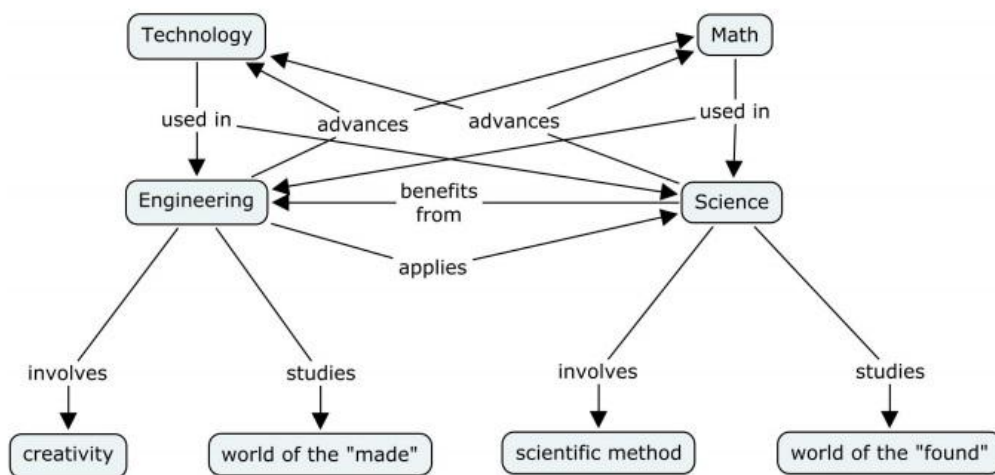 Technology
Math
used in
advances
advances
used in
Engineering
benefits
from
Science
applies
involves
studies
involves
studies
creativity
world of the "made"
scientific method
world of the "found"